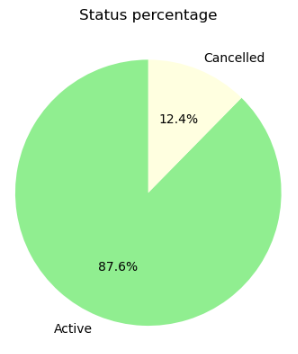 Status percentage
Cancelled
12.4%
87.6%
Active